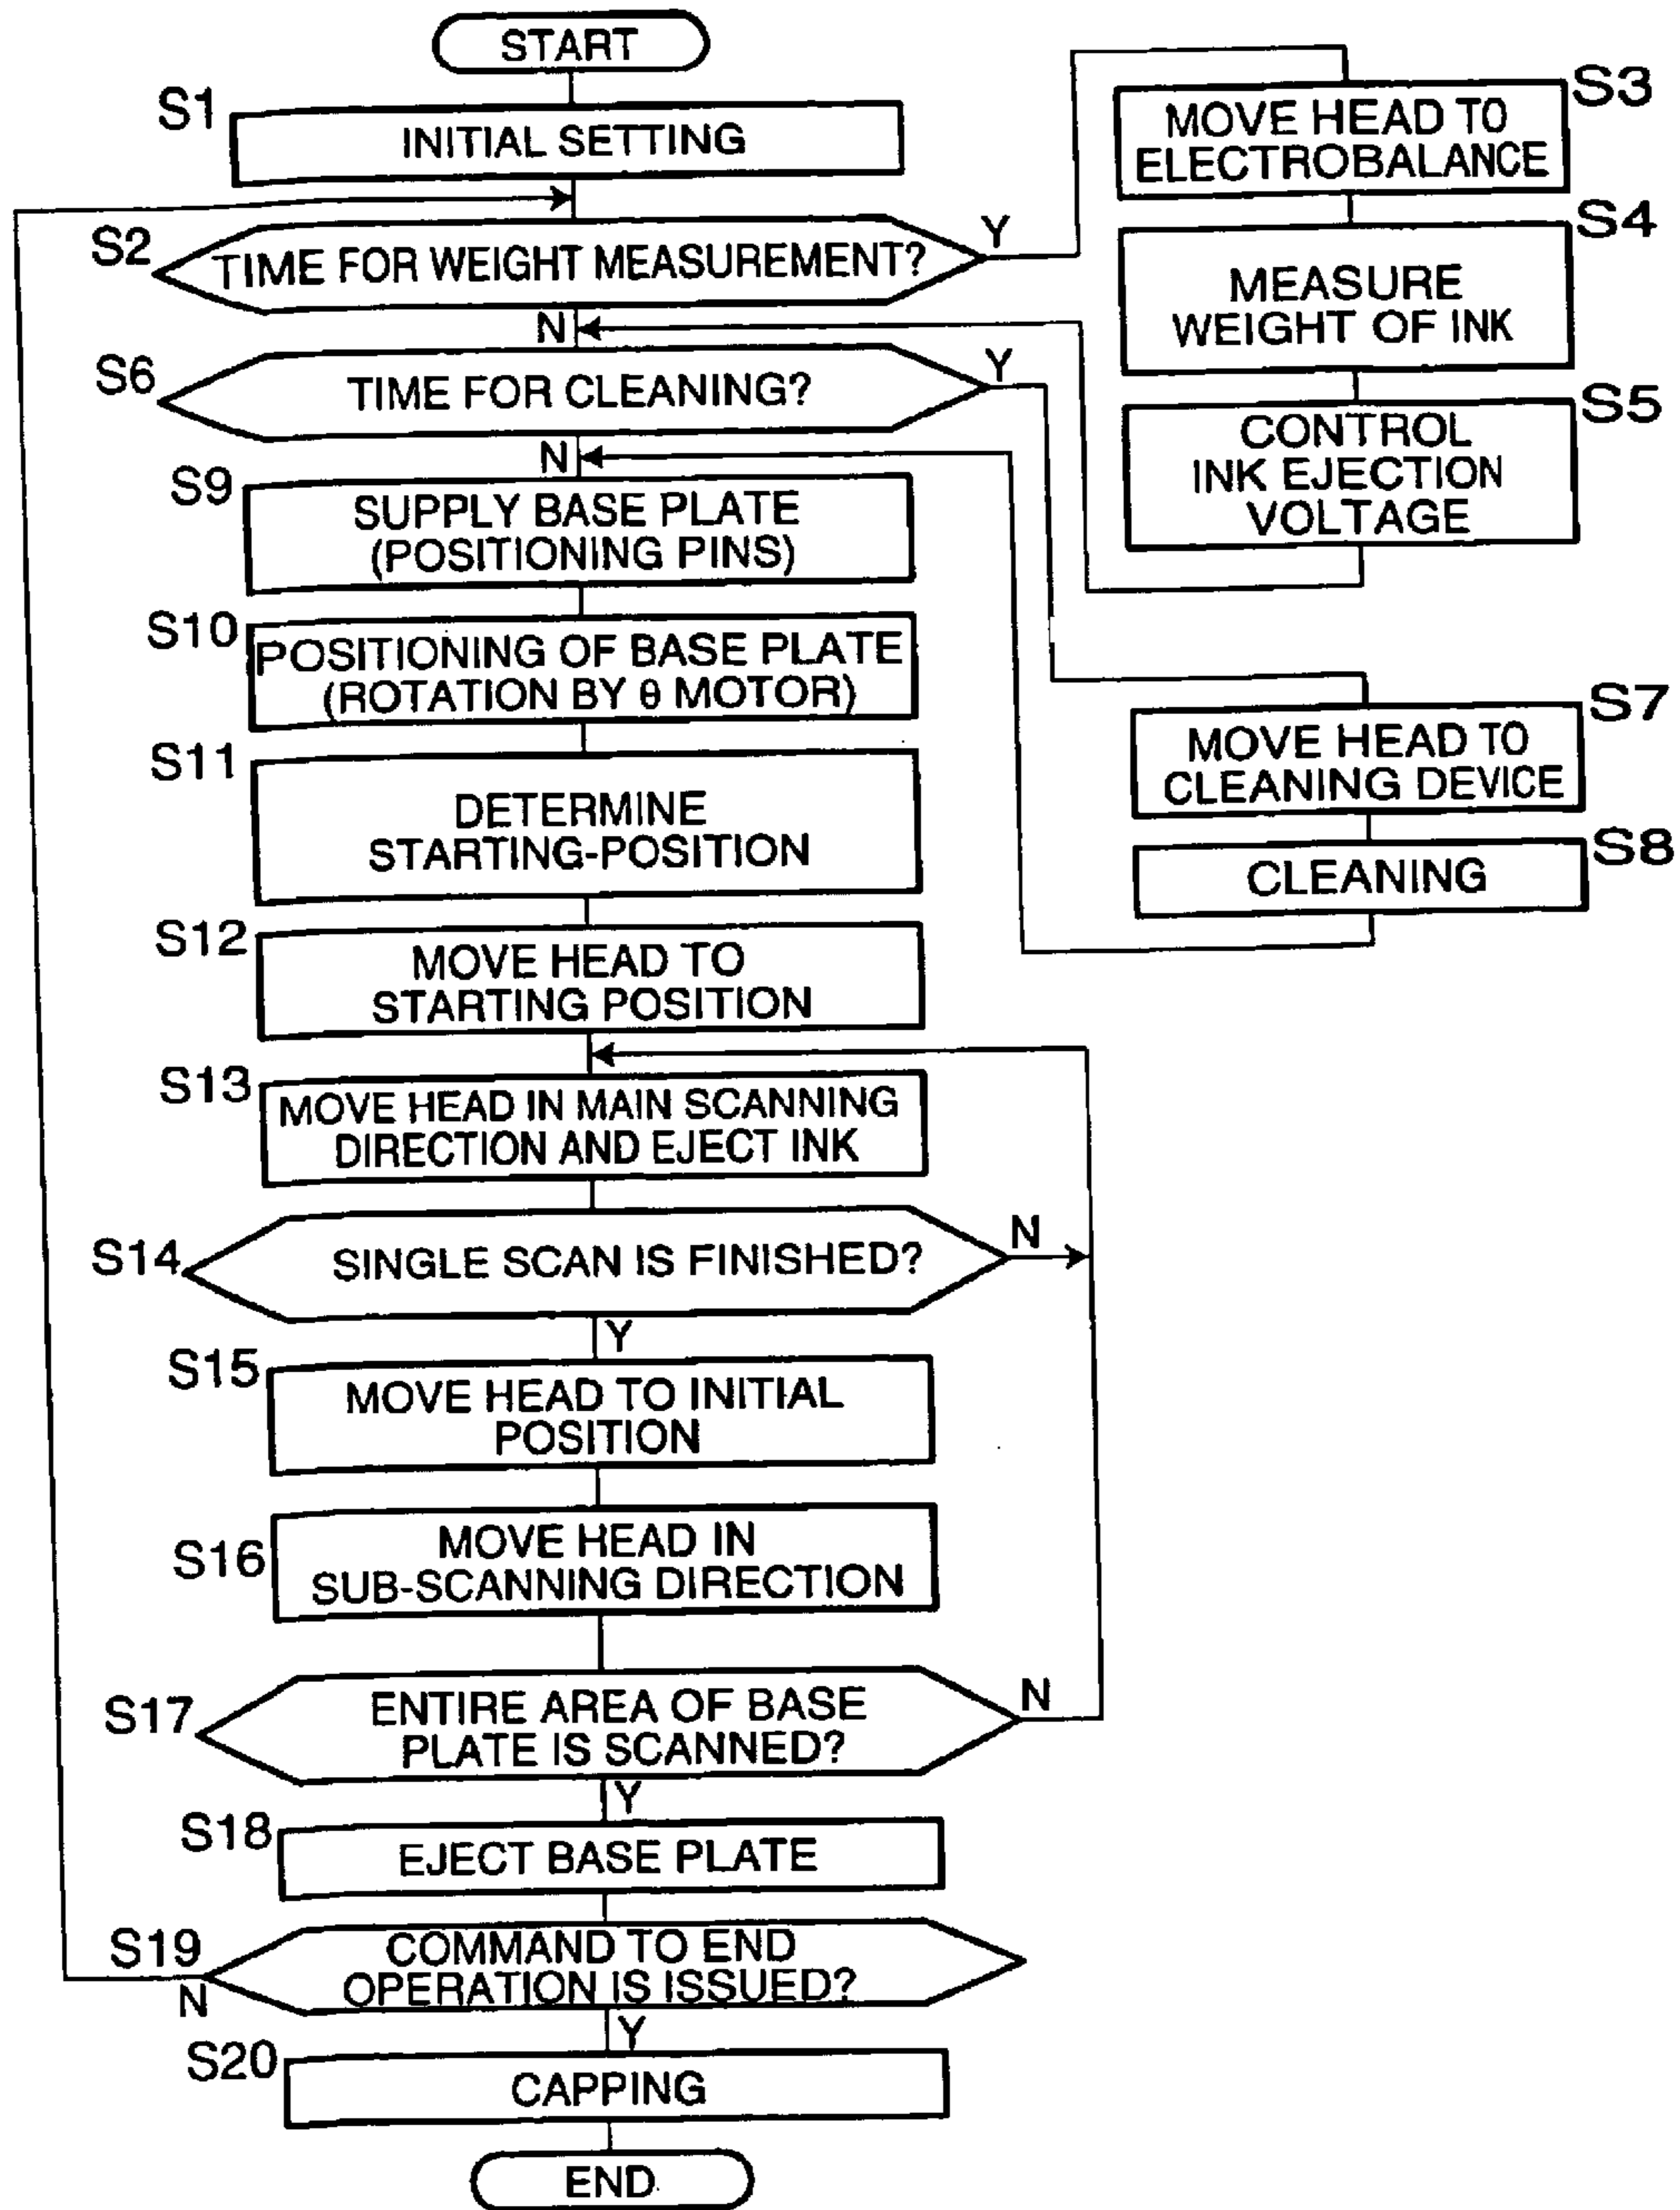 START
S1
INITIAL SETTING
S2
TIME FOR WEIGHT MEASUREMENT?
Y
N
S3
MOVE HEAD TO
ELECTROBALANCE
S4
MEASURE
WEIGHT OF INK
S5
CONTROL
INK EJECTION
VOLTAGE
S6
TIME FOR CLEANING?
Y
N
S7
MOVE HEAD TO
CLEANING DEVICE
S8
CLEANING
S9
SUPPLY BASE PLATE
(POSITIONING PINS)
S10
POSITIONING OF BASE PLATE
(ROTATION BY θ MOTOR)
S11
DETERMINE
STARTING-POSITION
S12
MOVE HEAD TO
STARTING POSITION
S13
MOVE HEAD IN MAIN SCANNING
DIRECTION AND EJECT INK
S14
SINGLE SCAN IS FINISHED?
N
Y
S15
MOVE HEAD TO INITIAL
POSITION
S16
MOVE HEAD IN
SUB-SCANNING DIRECTION
S17
ENTIRE AREA OF BASE
PLATE IS SCANNED?
N
Y
S18
EJECT BASE PLATE
S19
COMMAND TO END
OPERATION IS ISSUED?
N
Y
S20
CAPPING
END